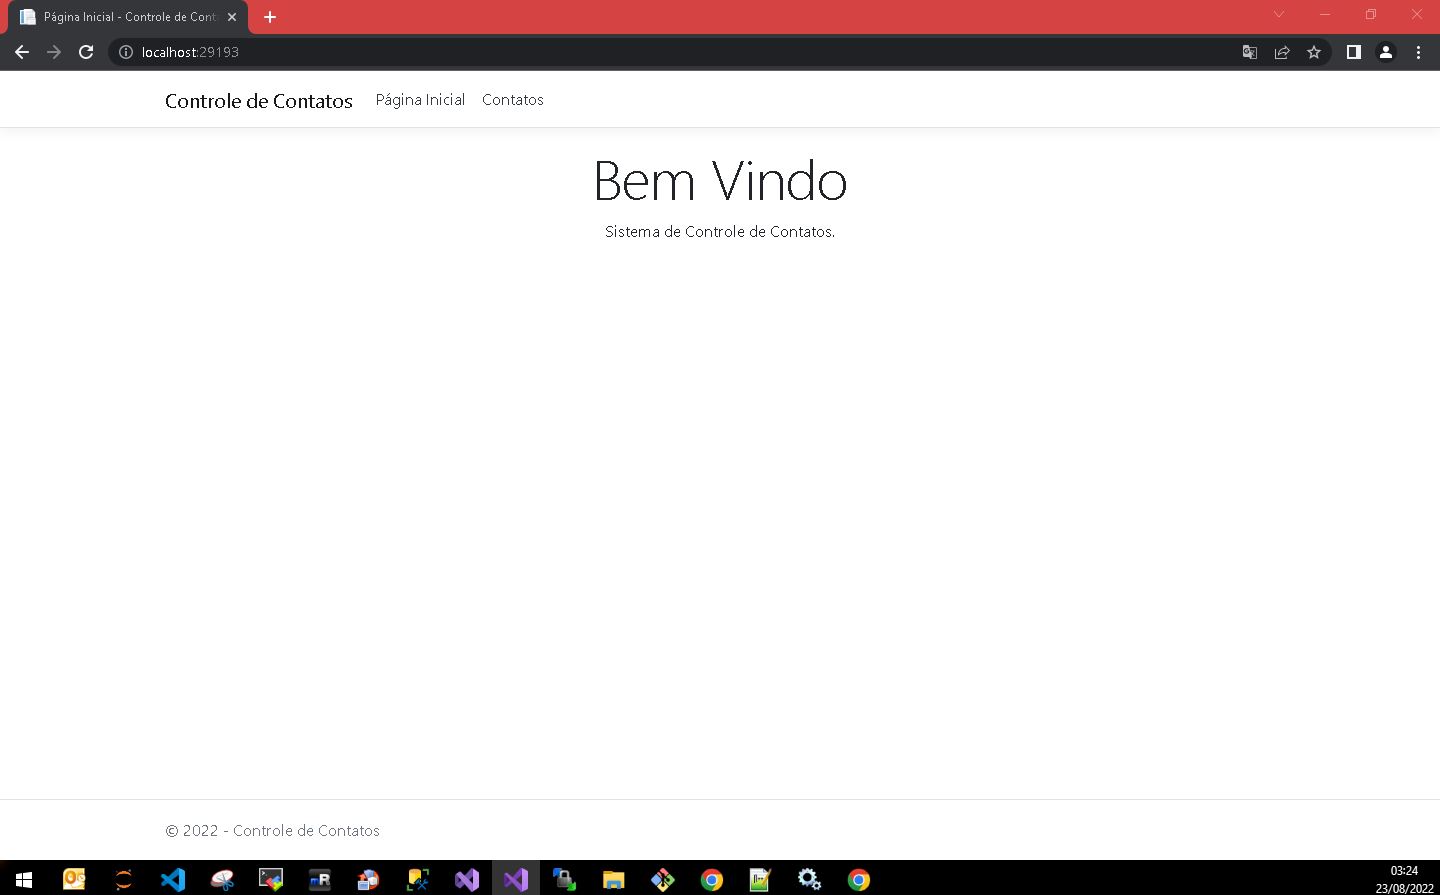 Página Inicial - Controle de Cont
localhost:29193
Controle de Contatos Página Inicial Contatos
Bem Vindo
Sistema de Controle de Contatos.
© 2022 - Controle de Contatos
03:24
23/08/2022